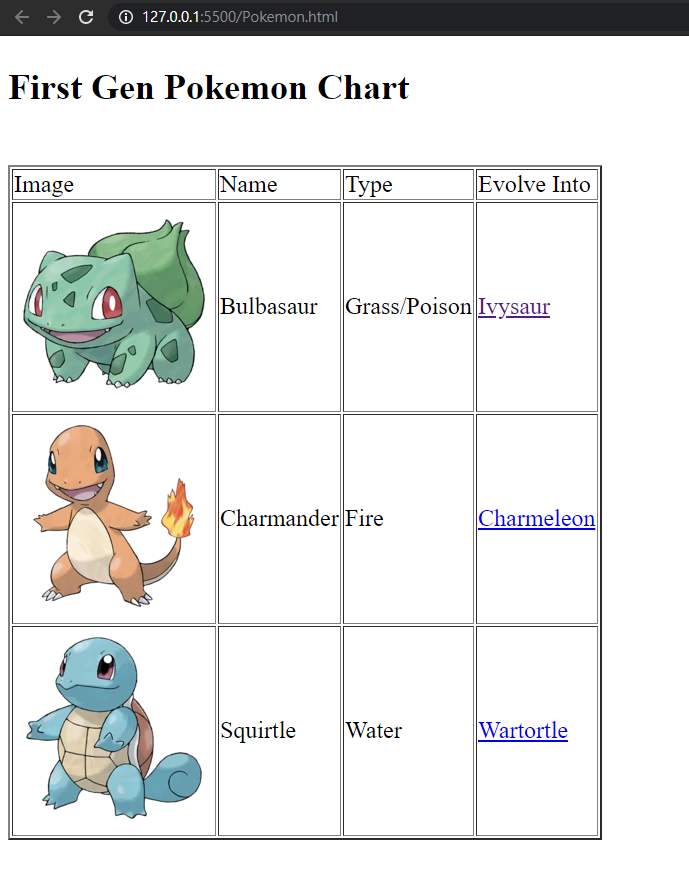 127.0.0.1:5500/Pokemon.html
First Gen Pokemon Chart
Image Name Type Evolve Into
Bulbasaur Grass/Poison Ivysaur
Charmander Fire Charmeleon
Squirtle Water Wartortle